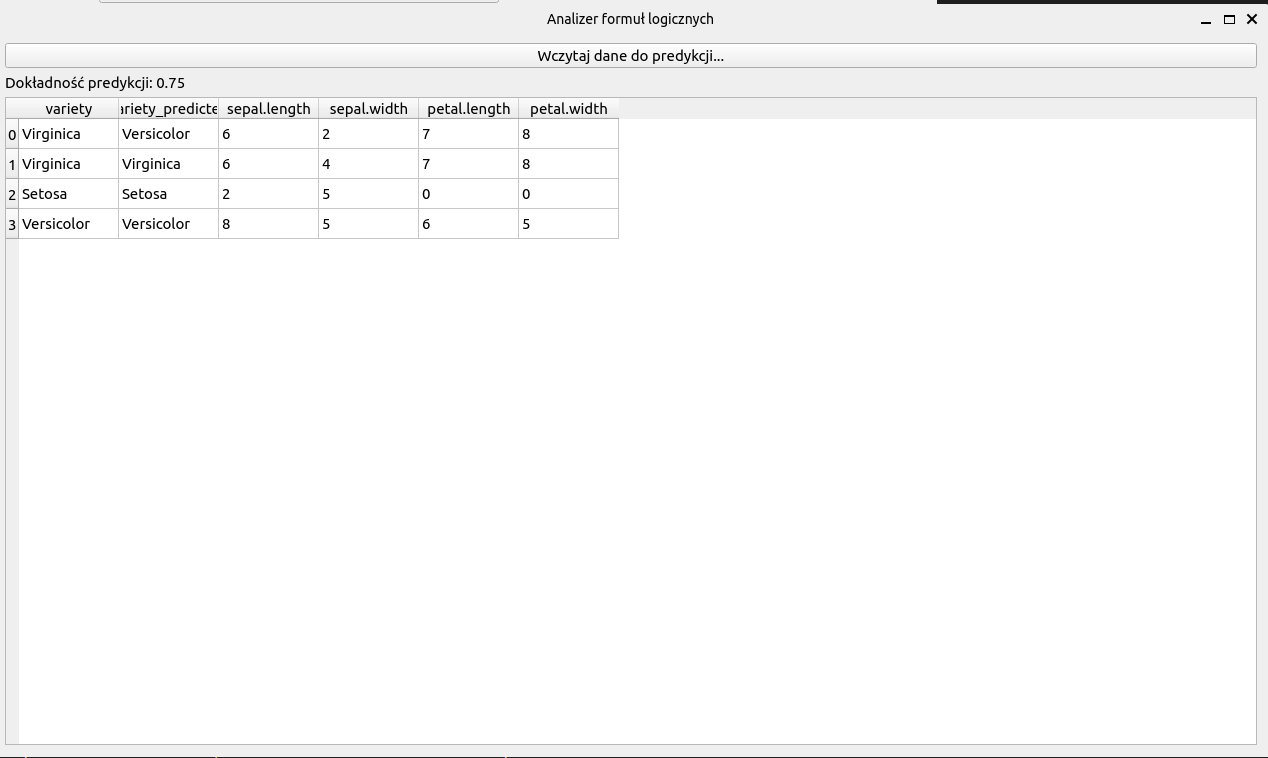 Analizer formuł logicznych
Wczytaj dane do predykcji...
Dokładność predykcji: 0.75
variety ariety_predicte sepal.length sepal.width petal.length petal.width
0 Virginica Versicolor 6 2 7 8
1 Virginica Virginica 6 4 7 8
2 Setosa Setosa 2 5 0 0
3 Versicolor Versicolor 8 5 6 5